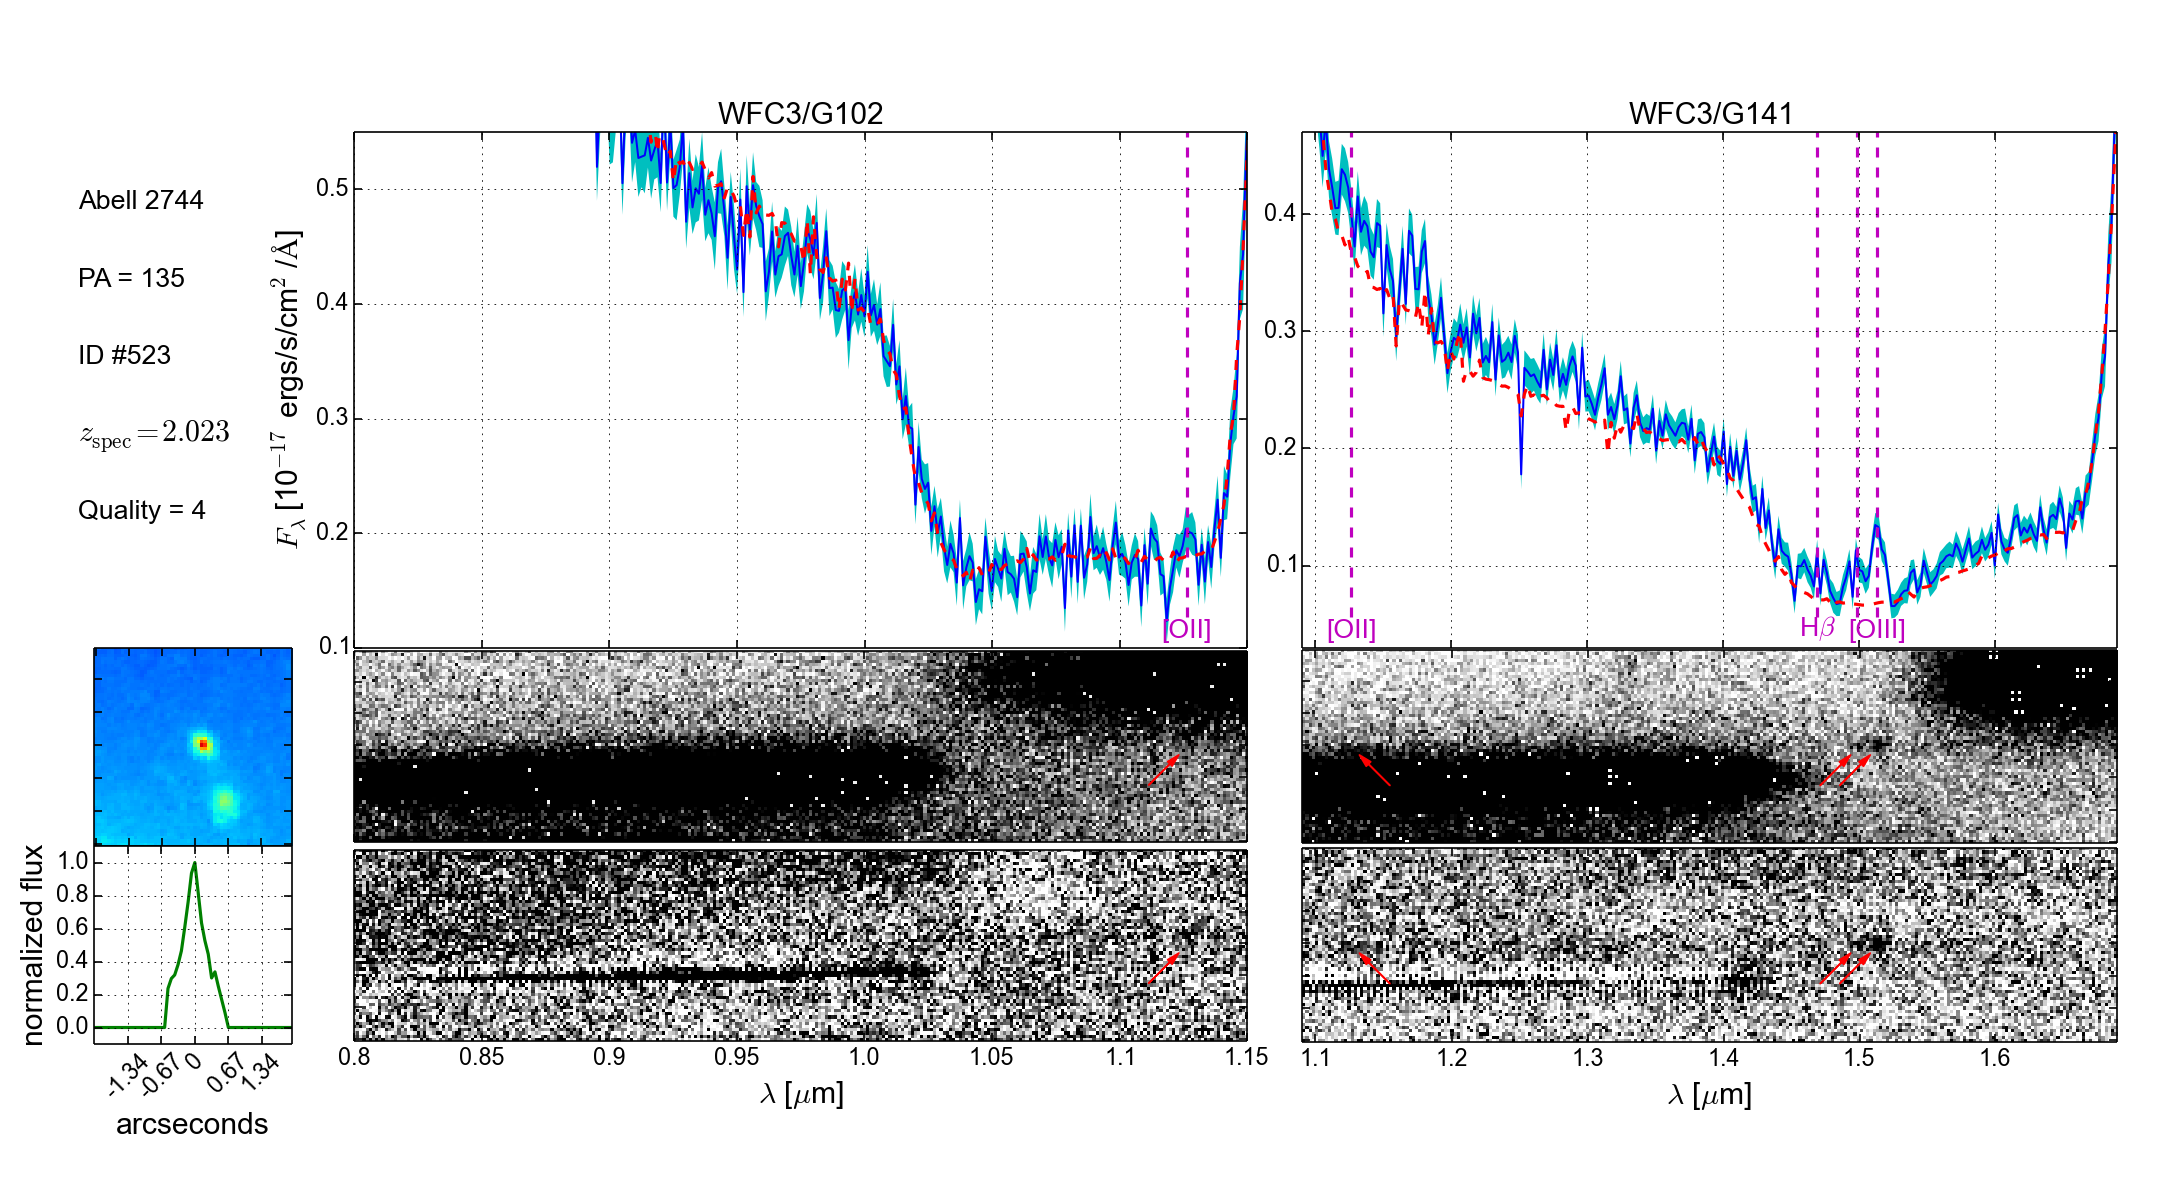 WFC3/G102
WFC3/G141
Abell 2744
PA = 135
ID #523
z_spec = 2.023
Quality = 4
F_λ [10^−17 ergs/s/cm^2 /Å]
0.5
0.4
0.3
0.2
0.1
[OII]
0.4
0.3
0.2
0.1
[OII]
Hβ
[OIII]
normalized flux
1.0
0.8
0.6
0.4
0.2
0.0
-1.34
-0.67
0
0.67
1.34
arcseconds
0.8
0.85
0.9
0.95
1.0
1.05
1.1
1.15
λ [μm]
1.1
1.2
1.3
1.4
1.5
1.6
λ [μm]